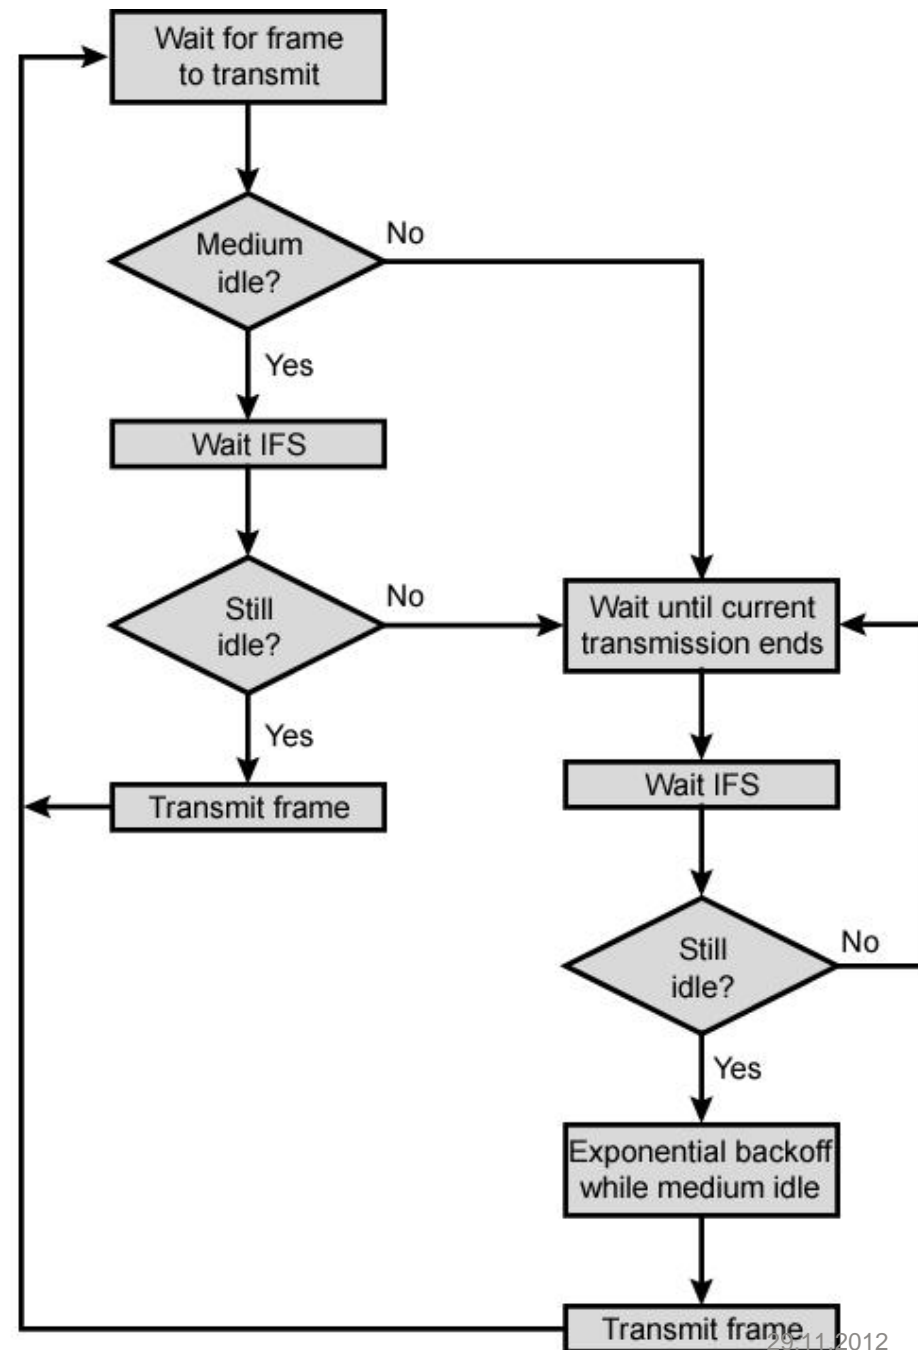 Wait for frame
to transmit
Medium
idle?
No
Yes
Wait IFS
Still
idle?
No
Yes
Transmit frame
Wait until current
transmission ends
Wait IFS
Still
idle?
No
Yes
Exponential backoff
while medium idle
Transmit frame
29.11.2012